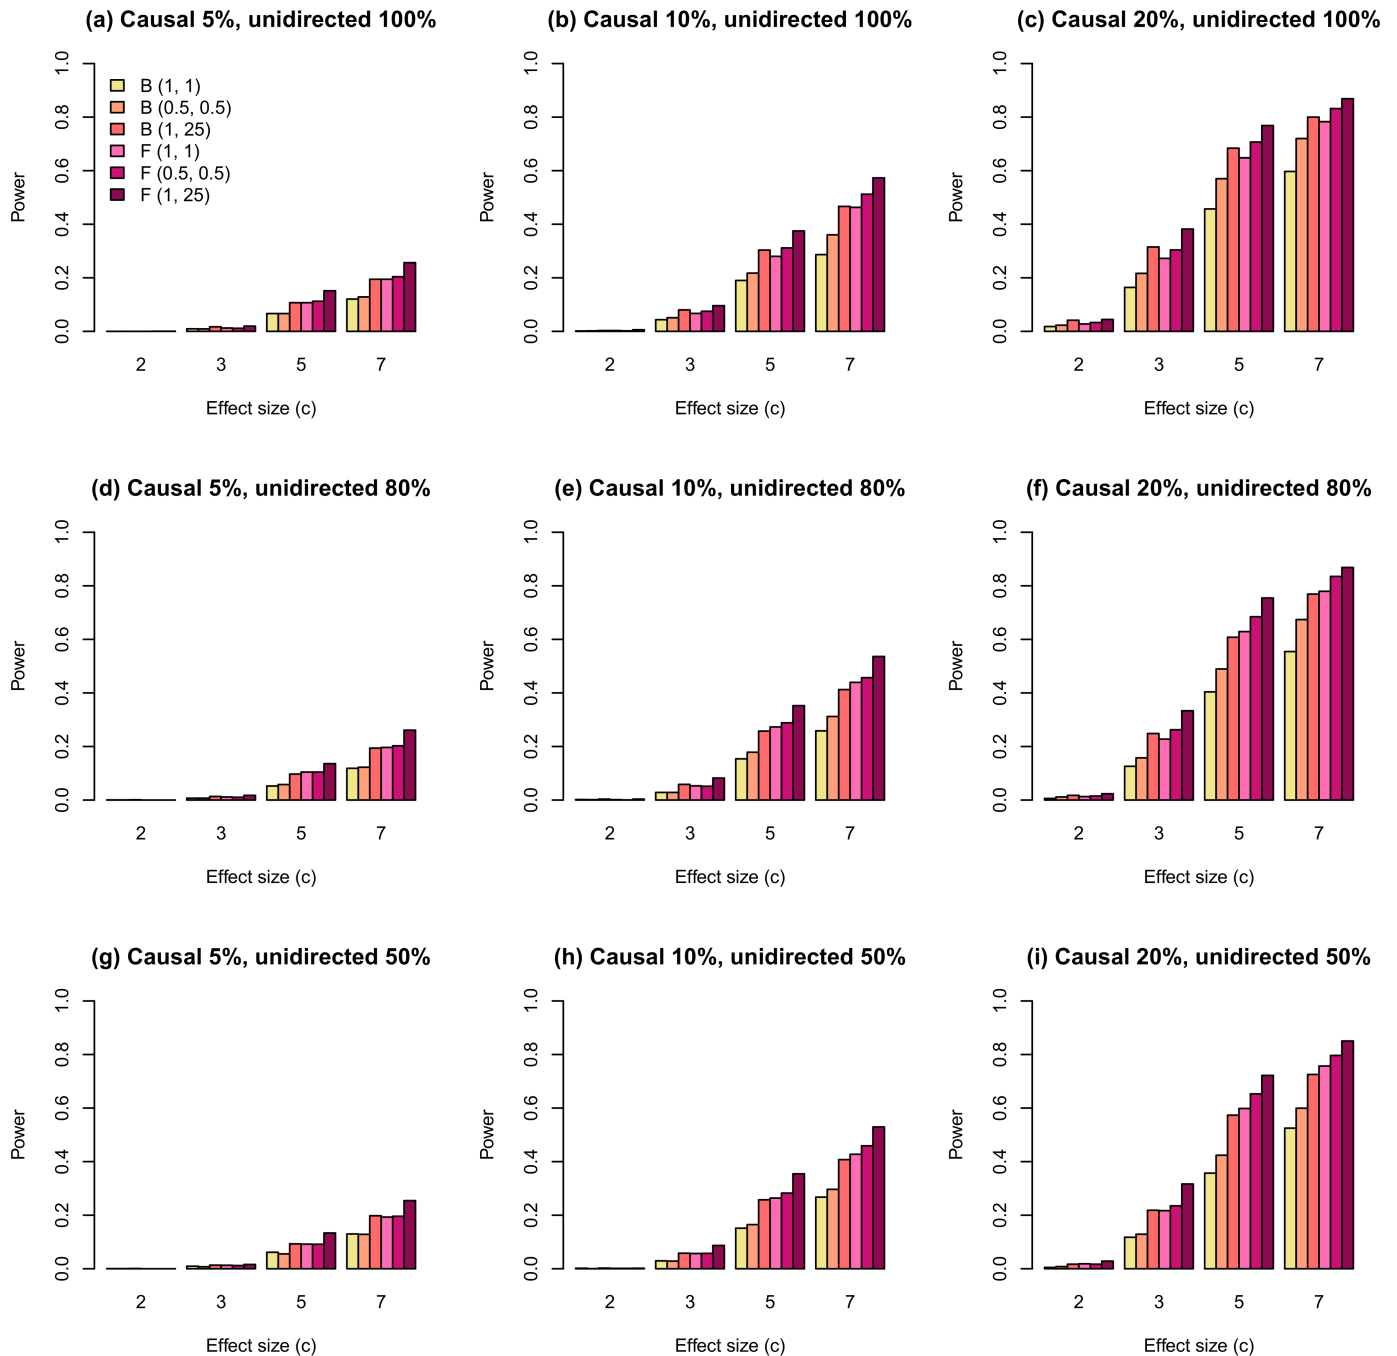 (a) Causal 5%, unidirected 100%
Power
0.0 0.2 0.4 0.6 0.8 1.0
B (1, 1)
B (0.5, 0.5)
B (1, 25)
F (1, 1)
F (0.5, 0.5)
F (1, 25)
2 3 5 7
Effect size (c)
(b) Causal 10%, unidirected 100%
Power
0.0 0.2 0.4 0.6 0.8 1.0
2 3 5 7
Effect size (c)
(c) Causal 20%, unidirected 100%
Power
0.0 0.2 0.4 0.6 0.8 1.0
2 3 5 7
Effect size (c)
(d) Causal 5%, unidirected 80%
Power
0.0 0.2 0.4 0.6 0.8 1.0
2 3 5 7
Effect size (c)
(e) Causal 10%, unidirected 80%
Power
0.0 0.2 0.4 0.6 0.8 1.0
2 3 5 7
Effect size (c)
(f) Causal 20%, unidirected 80%
Power
0.0 0.2 0.4 0.6 0.8 1.0
2 3 5 7
Effect size (c)
(g) Causal 5%, unidirected 50%
Power
0.0 0.2 0.4 0.6 0.8 1.0
2 3 5 7
Effect size (c)
(h) Causal 10%, unidirected 50%
Power
0.0 0.2 0.4 0.6 0.8 1.0
2 3 5 7
Effect size (c)
(i) Causal 20%, unidirected 50%
Power
0.0 0.2 0.4 0.6 0.8 1.0
2 3 5 7
Effect size (c)